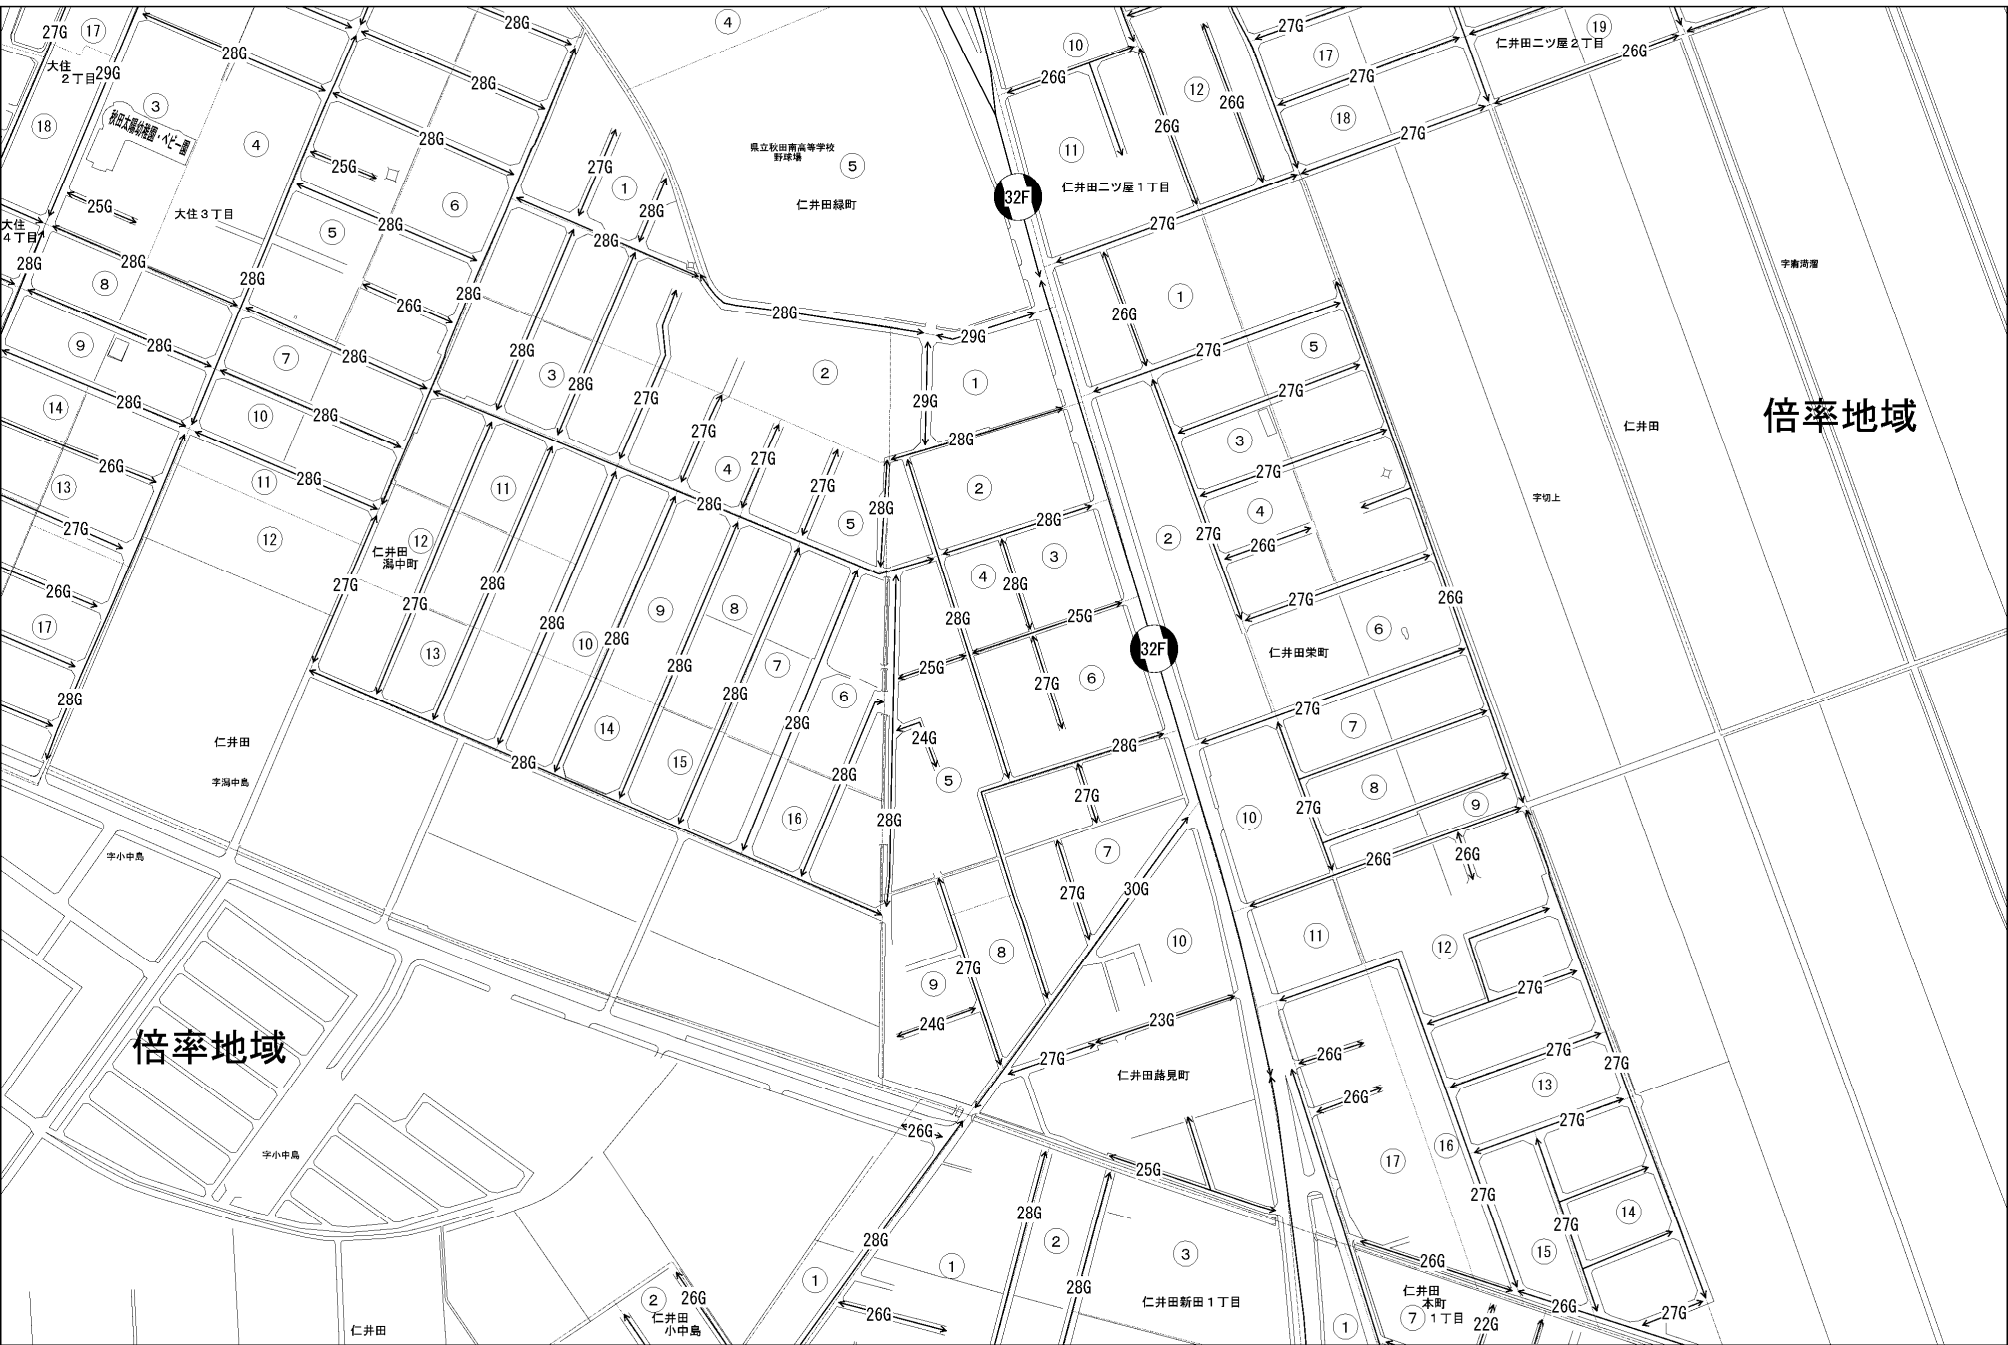 ④
28G
27G
⑰
大住
２丁目
29G
28G
③
秋田太陽幼稚園・ベビー園
⑱
④
28G
28G
25G
⑥
25G
大住３丁目
大住
４丁目
⑤
28G
28G
28G
⑧
28G
28G
26G
⑨
28G
⑦
28G
28G
⑭
⑩
28G
26G
⑬
⑪
28G
27G
⑫
26G
⑰
28G
27G
①
28G
28G
県立秋田南高等学校
野球場
⑤
仁井田緑町
28G
29G
28G
③
28G
27G
②
①
29G
27G
28G
④
27G
27G
28G
⑤
28G
②
28G
⑪
⑫
仁井田
潟中町
27G
27G
28G
28G
28G
⑩
⑨
⑧
⑬
28G
⑦
28G
⑥
28G
⑭
⑮
28G
28G
⑯
28G
28G
④
28G
③
25G
25G
27G
⑥
24G
⑤
28G
27G
⑦
27G
30G
⑧
27G
⑨
24G
⑩
23G
27G
仁井田蕗見町
⑩
26G
⑫
26G
26G
⑪
32F
仁井田二ツ屋１丁目
27G
27G
⑰
27G
⑱
27G
仁井田二ツ屋２丁目
⑲
26G
①
26G
27G
⑤
27G
③
27G
④
②
27G
26G
27G
26G
32F
⑥
仁井田栄町
27G
⑦
⑧
27G
⑨
⑩
26G
26G
⑪
⑫
27G
26G
27G
27G
⑬
26G
27G
⑯
⑰
27G
27G
⑭
⑮
26G
26G
27G
字切上
仁井田
倍率地域
仁井田
字潟中島
字小中島
倍率地域
字小中島
仁井田
26G
28G
①
②
仁井田
小中島
26G
26G
①
28G
②
28G
25G
③
仁井田新田１丁目
①
⑦
仁井田
本町
１丁目
22G